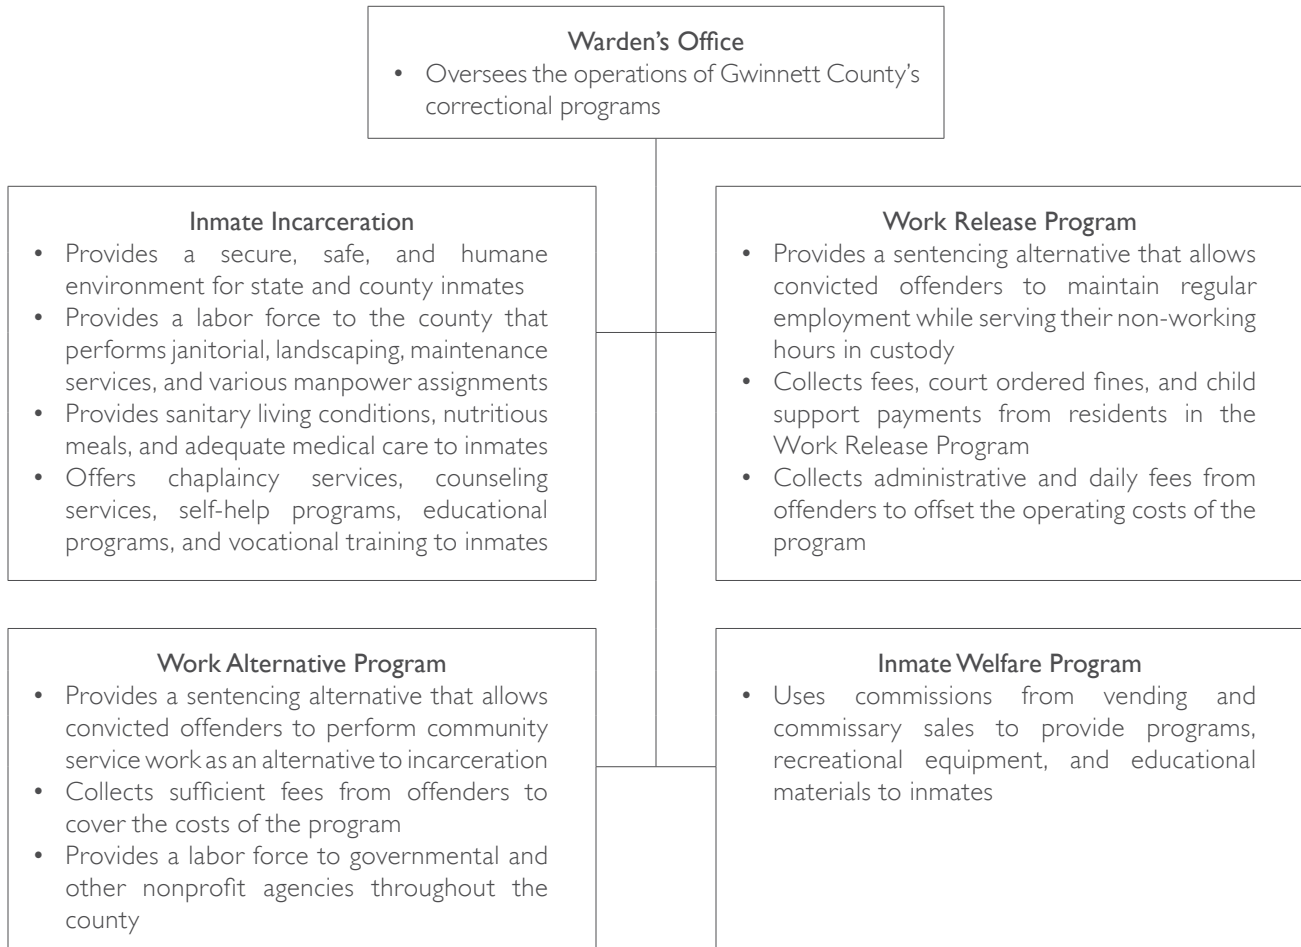 Warden's Office
• Oversees the operations of Gwinnett County's
correctional programs
Inmate Incarceration
• Provides a secure, safe, and humane
environment for state and county inmates
• Provides a labor force to the county that
performs janitorial, landscaping, maintenance
services, and various manpower assignments
• Provides sanitary living conditions, nutritious
meals, and adequate medical care to inmates
• Offers chaplaincy services, counseling
services, self-help programs, educational
programs, and vocational training to inmates
Work Release Program
• Provides a sentencing alternative that allows
convicted offenders to maintain regular
employment while serving their non-working
hours in custody
• Collects fees, court ordered fines, and child
support payments from residents in the
Work Release Program
• Collects administrative and daily fees from
offenders to offset the operating costs of the
program
Work Alternative Program
• Provides a sentencing alternative that allows
convicted offenders to perform community
service work as an alternative to incarceration
• Collects sufficient fees from offenders to
cover the costs of the program
• Provides a labor force to governmental and
other nonprofit agencies throughout the
county
Inmate Welfare Program
• Uses commissions from vending and
commissary sales to provide programs,
recreational equipment, and educational
materials to inmates